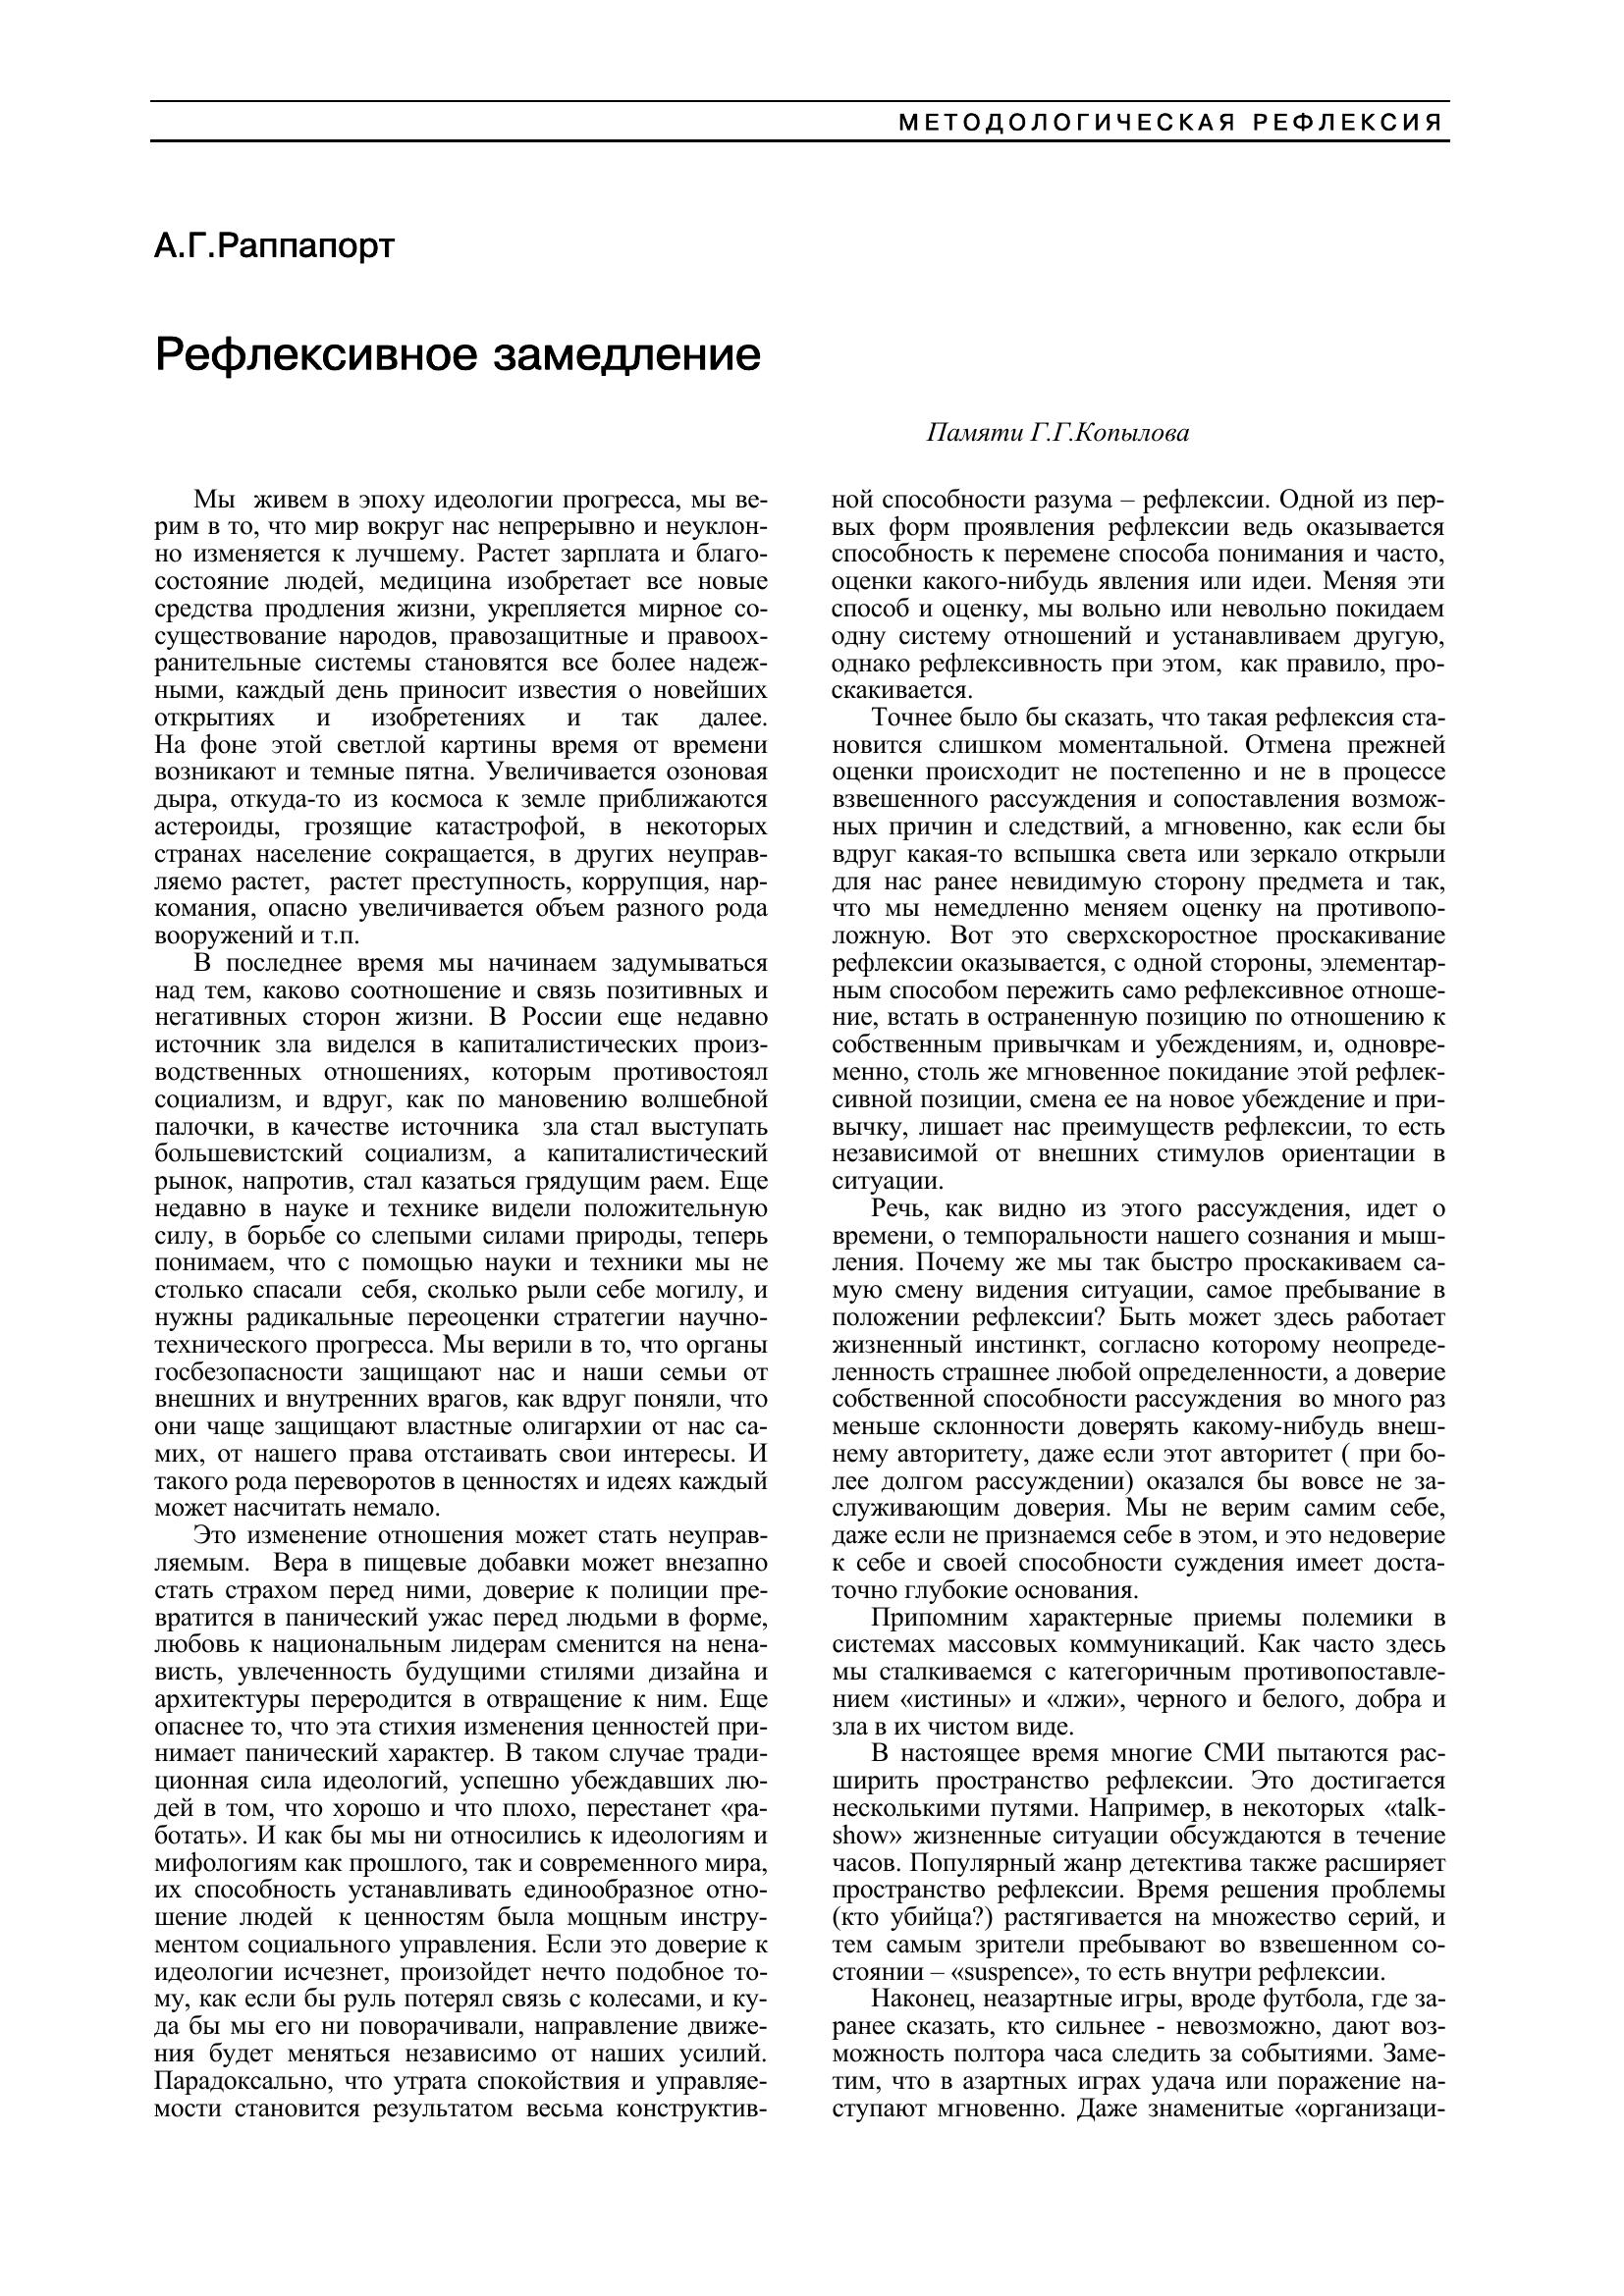 МЕТОДОЛОГИЧЕСКАЯ РЕФЛЕКСИЯ
А.Г.Раппапорт
Рефлексивное замедление
Памяти Г.Г.Копылова
Мы живем в эпоху идеологии прогресса, мы ве-
рим в то, что мир вокруг нас непрерывно и неуклон-
но изменяется к лучшему. Растет зарплата и благо-
состояние людей, медицина изобретает все новые
средства продления жизни, укрепляется мирное со-
существование народов, правозащитные и правоох-
ранительные системы становятся все более надеж-
ными, каждый день приносит известия о новейших
открытиях и изобретениях и так далее.
На фоне этой светлой картины время от времени
возникают и темные пятна. Увеличивается озоновая
дыра, откуда-то из космоса к земле приближаются
астероиды, грозящие катастрофой, в некоторых
странах население сокращается, в других неуправ-
ляемо растет, растет преступность, коррупция, нар-
комания, опасно увеличивается объем разного рода
вооружений и т.п.
В последнее время мы начинаем задумываться
над тем, каково соотношение и связь позитивных и
негативных сторон жизни. В России еще недавно
источник зла виделся в капиталистических произ-
водственных отношениях, которым противостоял
социализм, и вдруг, как по мановению волшебной
палочки, в качестве источника зла стал выступать
большевистский социализм, а капиталистический
рынок, напротив, стал казаться грядущим раем. Еще
недавно в науке и технике видели положительную
силу, в борьбе со слепыми силами природы, теперь
понимаем, что с помощью науки и техники мы не
столько спасали себя, сколько рыли себе могилу, и
нужны радикальные переоценки стратегии научно-
технического прогресса. Мы верили в то, что органы
госбезопасности защищают нас и наши семьи от
внешних и внутренних врагов, как вдруг поняли, что
они чаще защищают властные олигархии от нас са-
мих, от нашего права отстаивать свои интересы. И
такого рода переворотов в ценностях и идеях каждый
может насчитать немало.
Это изменение отношения может стать неуправ-
ляемым. Вера в пищевые добавки может внезапно
стать страхом перед ними, доверие к полиции пре-
вратится в панический ужас перед людьми в форме,
любовь к национальным лидерам сменится на нена-
висть, увлеченность будущими стилями дизайна и
архитектуры переродится в отвращение к ним. Еще
опаснее то, что эта стихия изменения ценностей при-
нимает панический характер. В таком случае тради-
ционная сила идеологий, успешно убеждавших лю-
дей в том, что хорошо и что плохо, перестанет «ра-
ботать». И как бы мы ни относились к идеологиям и
мифологиям как прошлого, так и современного мира,
их способность устанавливать единообразное отно-
шение людей к ценностям была мощным инстру-
ментом социального управления. Если это доверие к
идеологии исчезнет, произойдет нечто подобное то-
му, как если бы руль потерял связь с колесами, и ку-
да бы мы его ни поворачивали, направление движе-
ния будет меняться независимо от наших усилий.
Парадоксально, что утрата спокойствия и управляе-
мости становится результатом весьма конструктив-
ной способности разума – рефлексии. Одной из пер-
вых форм проявления рефлексии ведь оказывается
способность к перемене способа понимания и часто,
оценки какого-нибудь явления или идеи. Меняя эти
способ и оценку, мы вольно или невольно покидаем
одну систему отношений и устанавливаем другую,
однако рефлексивность при этом, как правило, про-
скакивается.
Точнее было бы сказать, что такая рефлексия ста-
новится слишком моментальной. Отмена прежней
оценки происходит не постепенно и не в процессе
взвешенного рассуждения и сопоставления возмож-
ных причин и следствий, а мгновенно, как если бы
вдруг какая-то вспышка света или зеркало открыли
для нас ранее невидимую сторону предмета и так,
что мы немедленно меняем оценку на противопо-
ложную. Вот это сверхскоростное проскакивание
рефлексии оказывается, с одной стороны, элементар-
ным способом пережить само рефлексивное отноше-
ние, встать в остраненную позицию по отношению к
собственным привычкам и убеждениям, и, одновре-
менно, столь же мгновенное покидание этой рефлек-
сивной позиции, смена ее на новое убеждение и при-
вычку, лишает нас преимуществ рефлексии, то есть
независимой от внешних стимулов ориентации в
ситуации.
Речь, как видно из этого рассуждения, идет о
времени, о темпоральности нашего сознания и мыш-
ления. Почему же мы так быстро проскакиваем са-
мую смену видения ситуации, самое пребывание в
положении рефлексии? Быть может здесь работает
жизненный инстинкт, согласно которому неопреде-
ленность страшнее любой определенности, а доверие
собственной способности рассуждения во много раз
меньше склонности доверять какому-нибудь внеш-
нему авторитету, даже если этот авторитет ( при бо-
лее долгом рассуждении) оказался бы вовсе не за-
служивающим доверия. Мы не верим самим себе,
даже если не признаемся себе в этом, и это недоверие
к себе и своей способности суждения имеет доста-
точно глубокие основания.
Припомним характерные приемы полемики в
системах массовых коммуникаций. Как часто здесь
мы сталкиваемся с категоричным противопоставле-
нием «истины» и «лжи», черного и белого, добра и
зла в их чистом виде.
В настоящее время многие СМИ пытаются рас-
ширить пространство рефлексии. Это достигается
несколькими путями. Например, в некоторых «talk-
show» жизненные ситуации обсуждаются в течение
часов. Популярный жанр детектива также расширяет
пространство рефлексии. Время решения проблемы
(кто убийца?) растягивается на множество серий, и
тем самым зрители пребывают во взвешенном со-
стоянии – «suspence», то есть внутри рефлексии.
Наконец, неазартные игры, вроде футбола, где за-
ранее сказать, кто сильнее - невозможно, дают воз-
можность полтора часа следить за событиями. Заме-
тим, что в азартных играх удача или поражение на-
ступают мгновенно. Даже знаменитые «организаци-